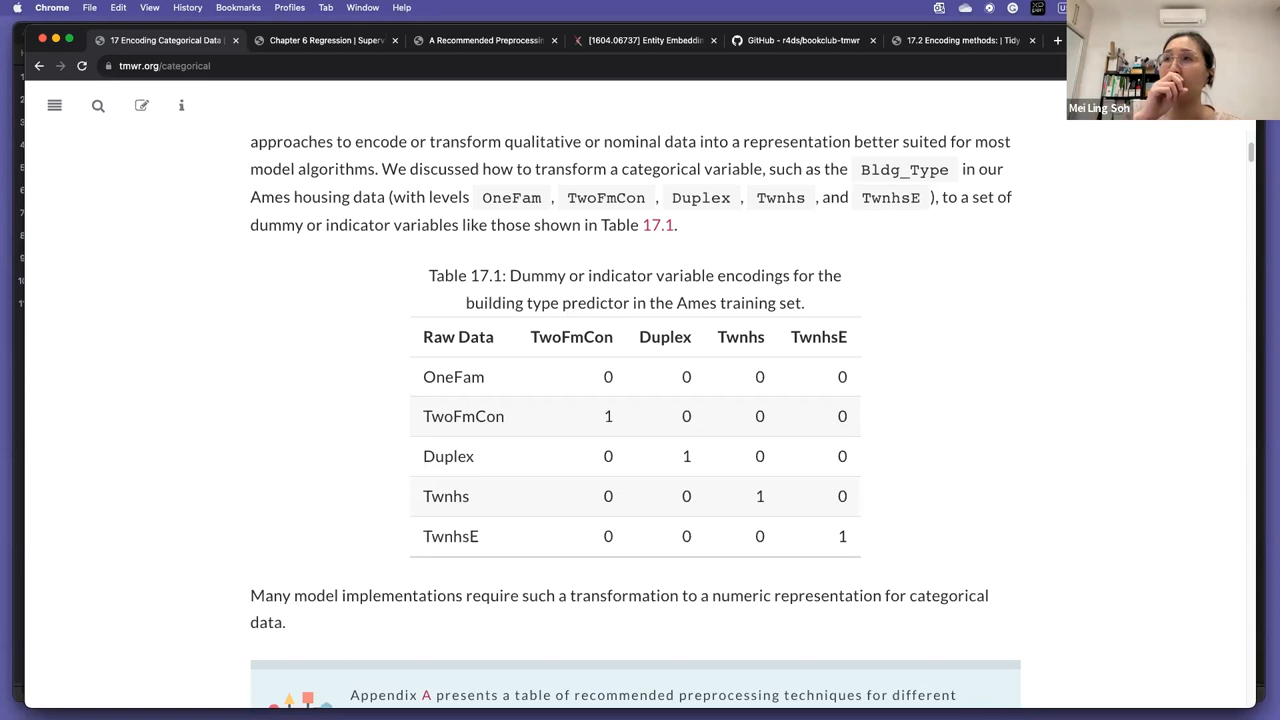 Chrome File Edit View History Bookmarks Profiles Tab Window Help
17 Encoding Categorical Data | Chapter 6 Regression | Superv A Recommended Preprocessin [1604.06737] Entity Embeddin GitHub - r4ds/bookclub-tmwr 17.2 Encoding methods: | Tidy
tmwr.org/categorical
Mei Ling Soh
approaches to encode or transform qualitative or nominal data into a representation better suited for most
model algorithms. We discussed how to transform a categorical variable, such as the Bldg_Type in our
Ames housing data (with levels OneFam , TwoFmCon , Duplex , Twnhs , and TwnhsE ), to a set of
dummy or indicator variables like those shown in Table 17.1.
Table 17.1: Dummy or indicator variable encodings for the
building type predictor in the Ames training set.
Raw Data TwoFmCon Duplex Twnhs TwnhsE
OneFam 0 0 0 0
TwoFmCon 1 0 0 0
Duplex 0 1 0 0
Twnhs 0 0 1 0
TwnhsE 0 0 0 1
Many model implementations require such a transformation to a numeric representation for categorical
data.
Appendix A presents a table of recommended preprocessing techniques for different